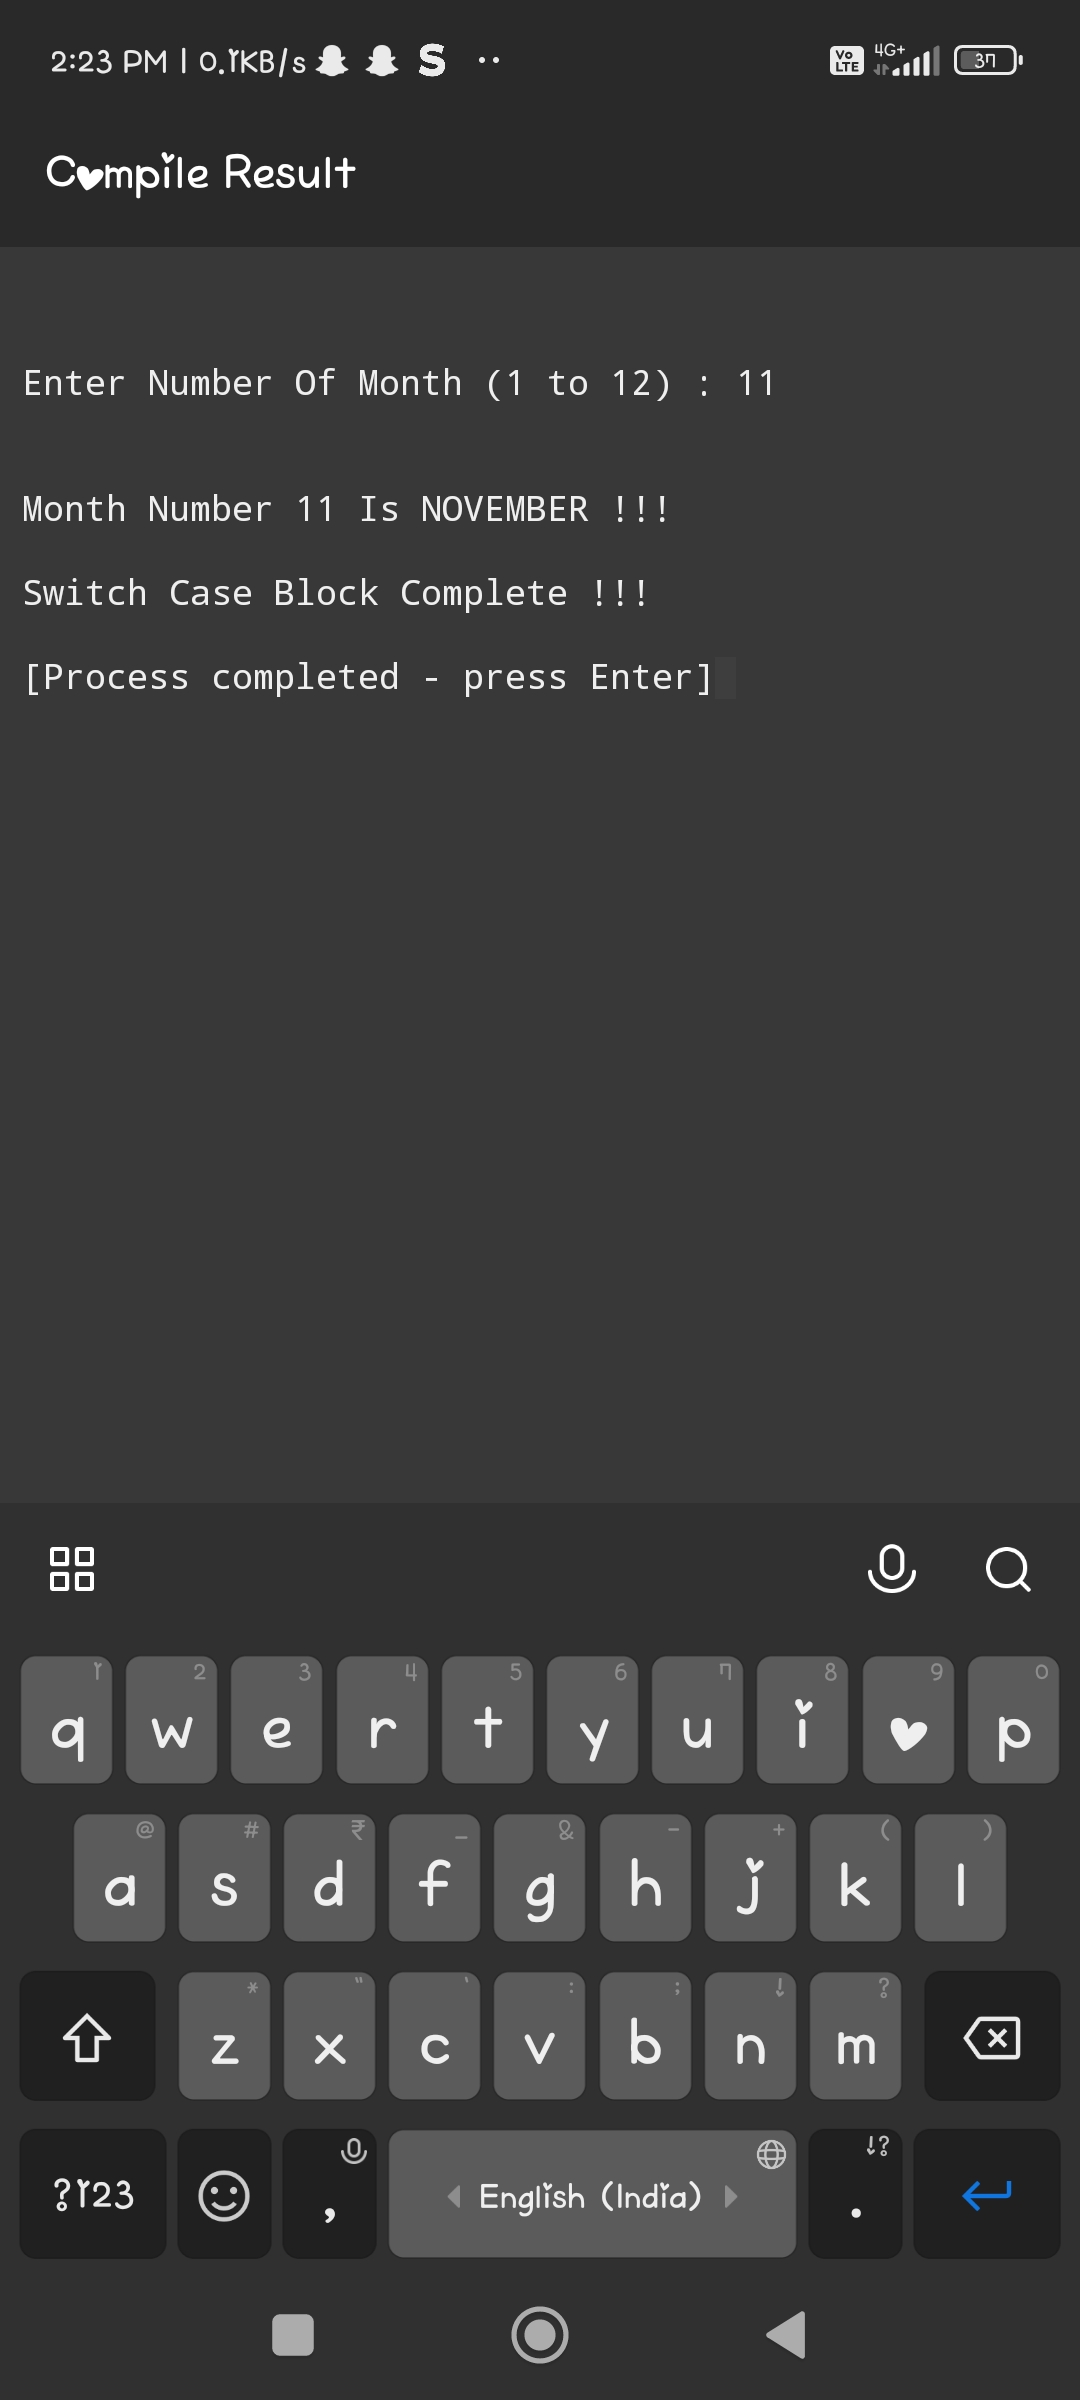 2:23 PM | 0.1KB/s S ..
Vo LTE 4G+ 37
Compile Result
Enter Number Of Month (1 to 12) : 11
Month Number 11 Is NOVEMBER !!!
Switch Case Block Complete !!!
[Process completed - press Enter]
1 2 3 4 5 6 7 8 9 0
q w e r t y u i o p
@ # ₹ _ & - + ( )
a s d f g h j k l
* " ' : ; ! ?
z x c v b n m
!?
?123 , English (India) .